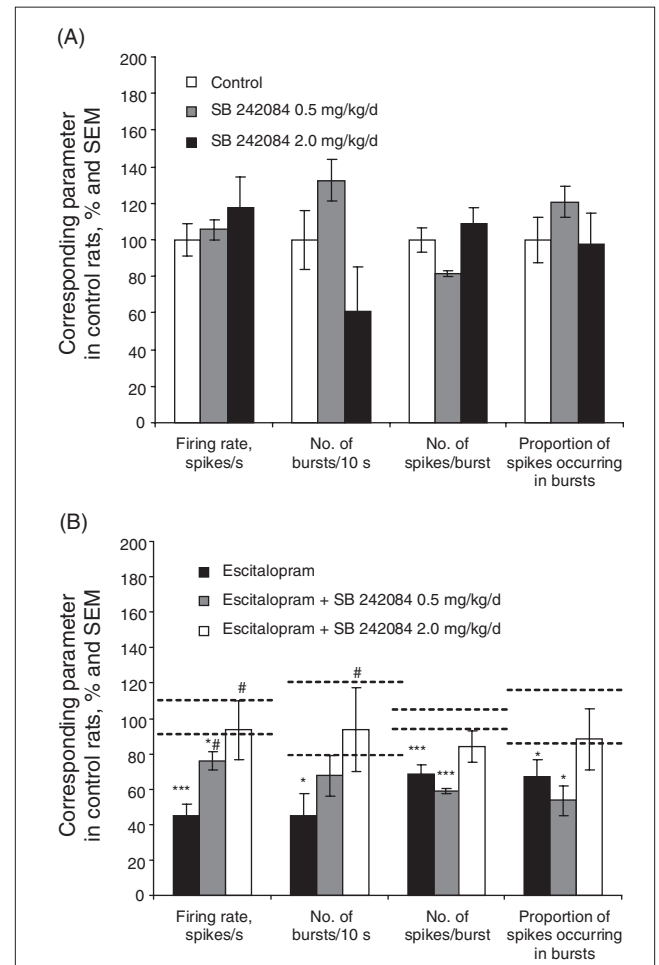 (A)
Corresponding parameter
in control rats, % and SEM
200
180
160
140
120
100
80
60
40
20
0
Control
SB 242084 0.5 mg/kg/d
SB 242084 2.0 mg/kg/d
Firing rate,
spikes/s
No. of
bursts/10 s
No. of
spikes/burst
Proportion of
spikes occurring
in bursts
(B)
Corresponding parameter
in control rats, % and SEM
200
180
160
140
120
100
80
60
40
20
0
Escitalopram
Escitalopram + SB 242084 0.5 mg/kg/d
Escitalopram + SB 242084 2.0 mg/kg/d
***
*#
#
*
#
***
***
*
*
Firing rate,
spikes/s
No. of
bursts/10 s
No. of
spikes/burst
Proportion of
spikes occurring
in bursts